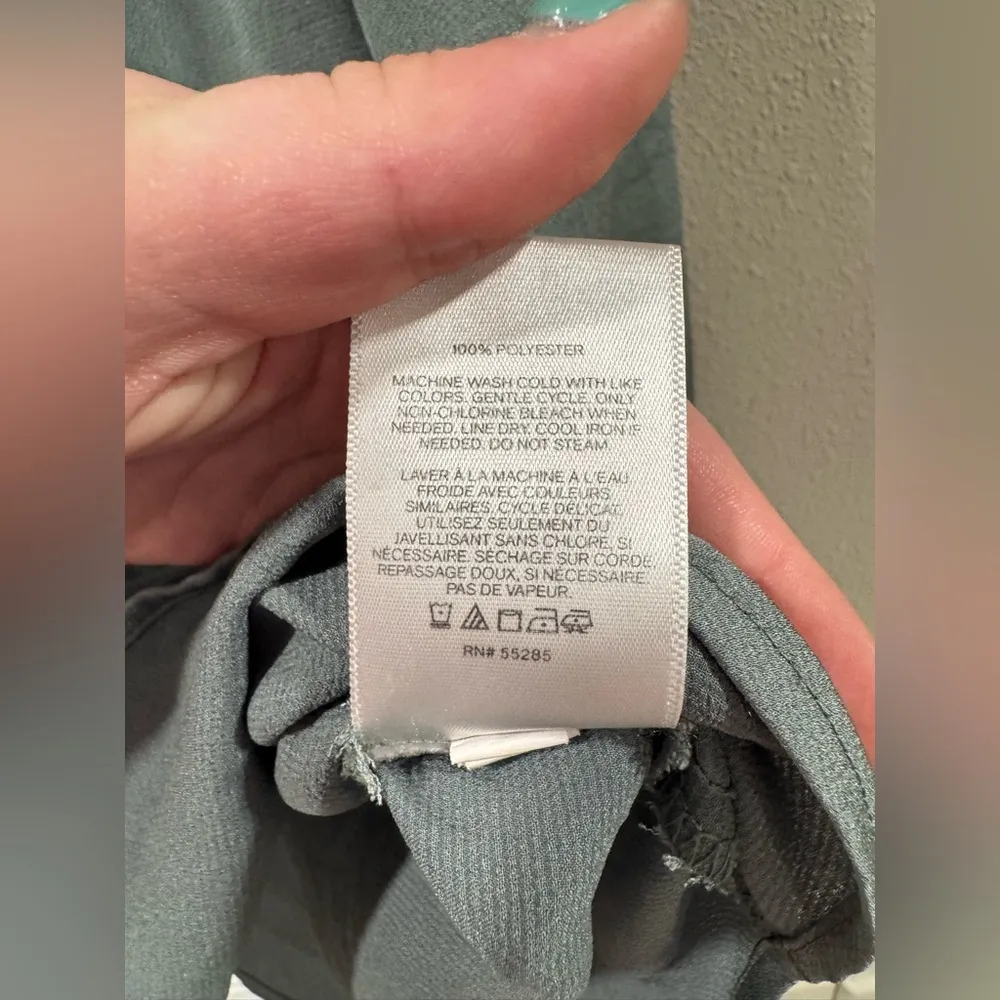 100% POLYESTER
MACHINE WASH COLD WITH LIKE
COLORS. GENTLE CYCLE. ONLY
NON-CHLORINE BLEACH WHEN
NEEDED. LINE DRY. COOL IRON IF
NEEDED. DO NOT STEAM
LAVER À LA MACHINE À L'EAU
FROIDE AVEC COULEURS
SIMILAIRES. CYCLE DÉLICAT.
UTILISEZ SEULEMENT DU
JAVELLISANT SANS CHLORE, SI
NÉCESSAIRE. SÉCHAGE SUR CORDE.
REPASSAGE DOUX, SI NÉCESSAIRE.
PAS DE VAPEUR.
RN# 55285